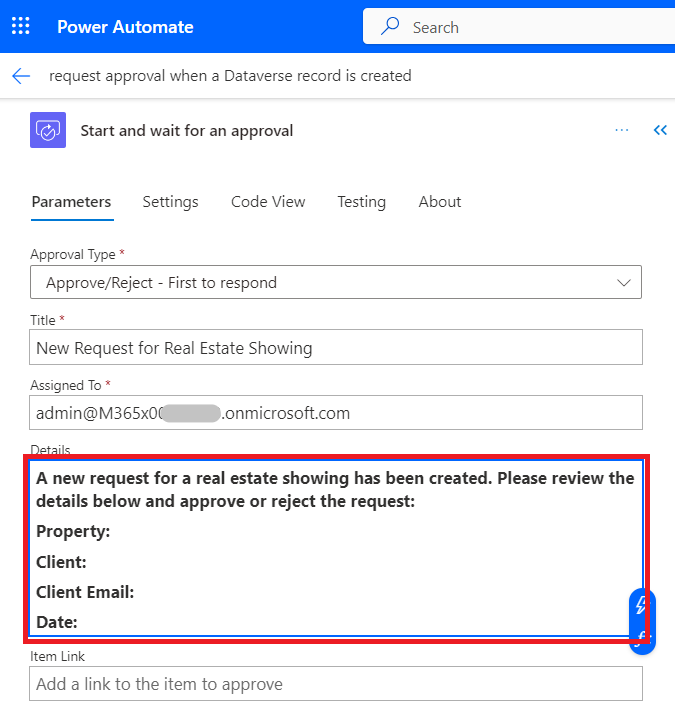 Power Automate
Search
request approval when a Dataverse record is created
Start and wait for an approval
Parameters Settings Code View Testing About
Approval Type *
Approve/Reject - First to respond
Title *
New Request for Real Estate Showing
Assigned To *
admin@M365x00 .onmicrosoft.com
Details
A new request for a real estate showing has been created. Please review the
details below and approve or reject the request:
Property:
Client:
Client Email:
Date:
Item Link
Add a link to the item to approve